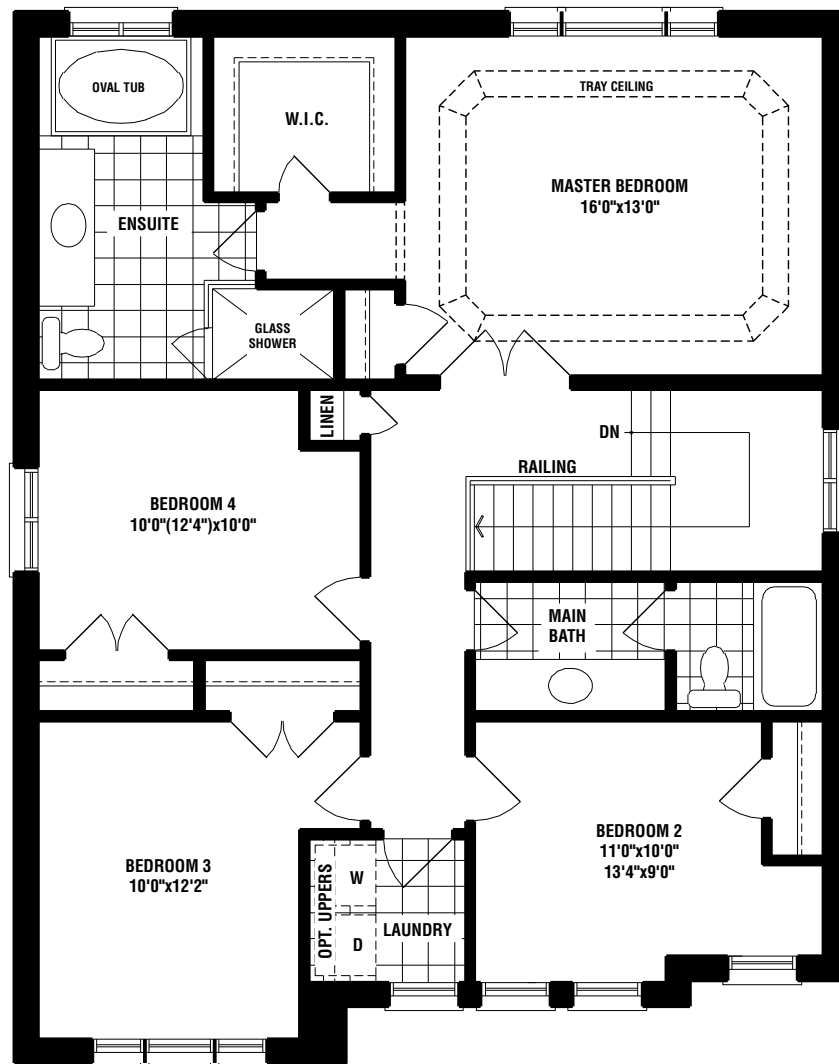 OVAL TUB
W.I.C.
TRAY CEILING
MASTER BEDROOM
16'0"x13'0"
ENSUITE
GLASS
SHOWER
LINEN
DN
RAILING
BEDROOM 4
10'0"(12'4")x10'0"
MAIN
BATH
BEDROOM 3
10'0"x12'2"
OPT. UPPERS
W
D
LAUNDRY
BEDROOM 2
11'0"x10'0"
13'4"x9'0"